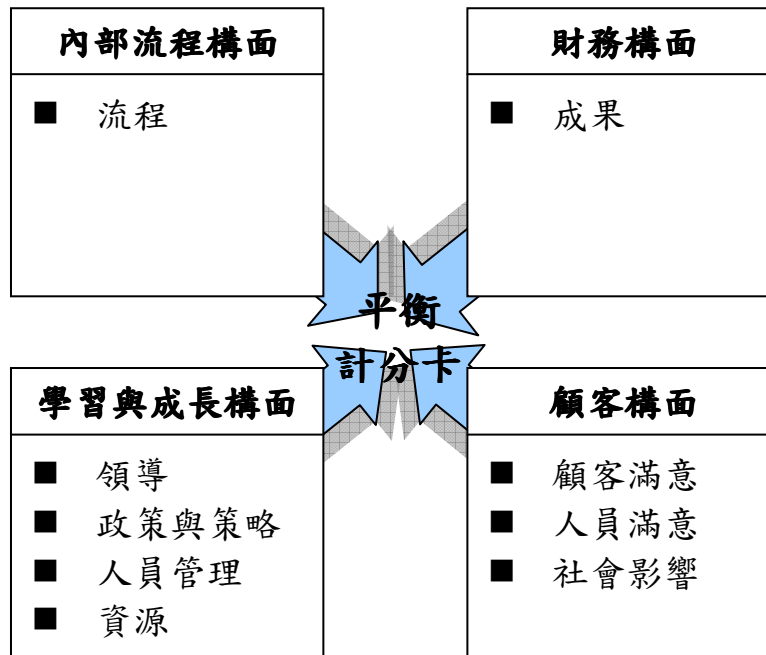 內部流程構面
■ 流程
財務構面
■ 成果
平衡
計分卡
學習與成長構面
■ 領導
■ 政策與策略
■ 人員管理
■ 資源
顧客構面
■ 顧客滿意
■ 人員滿意
■ 社會影響